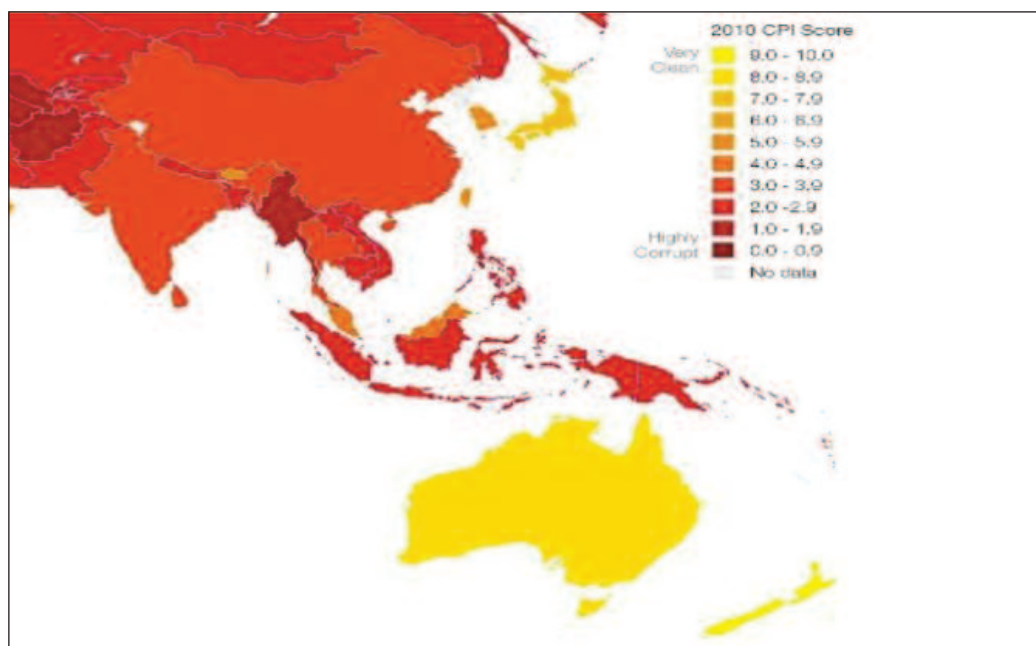 2010 CPI Score
Very
Clean
9.0 - 10.0
8.0 - 8.9
7.0 - 7.9
6.0 - 6.9
5.0 - 5.9
4.0 - 4.9
3.0 - 3.9
2.0 -2.9
1.0 - 1.9
Highly
Corrupt
0.0 - 0.9
No data